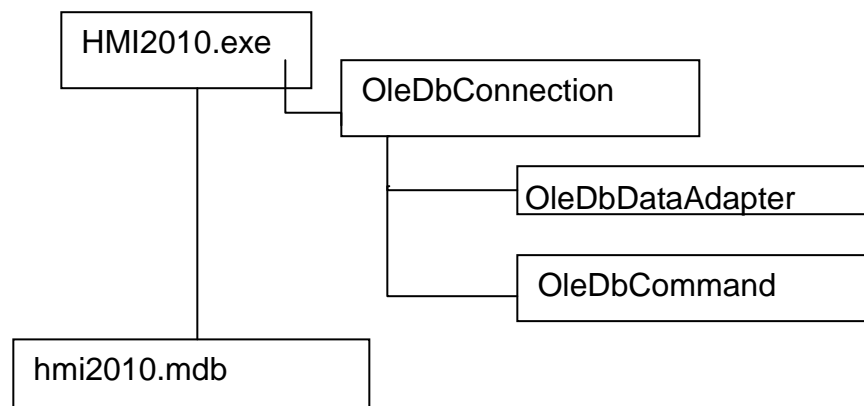 HMI2010.exe
OleDbConnection
OleDbDataAdapter
OleDbCommand
hmi2010.mdb